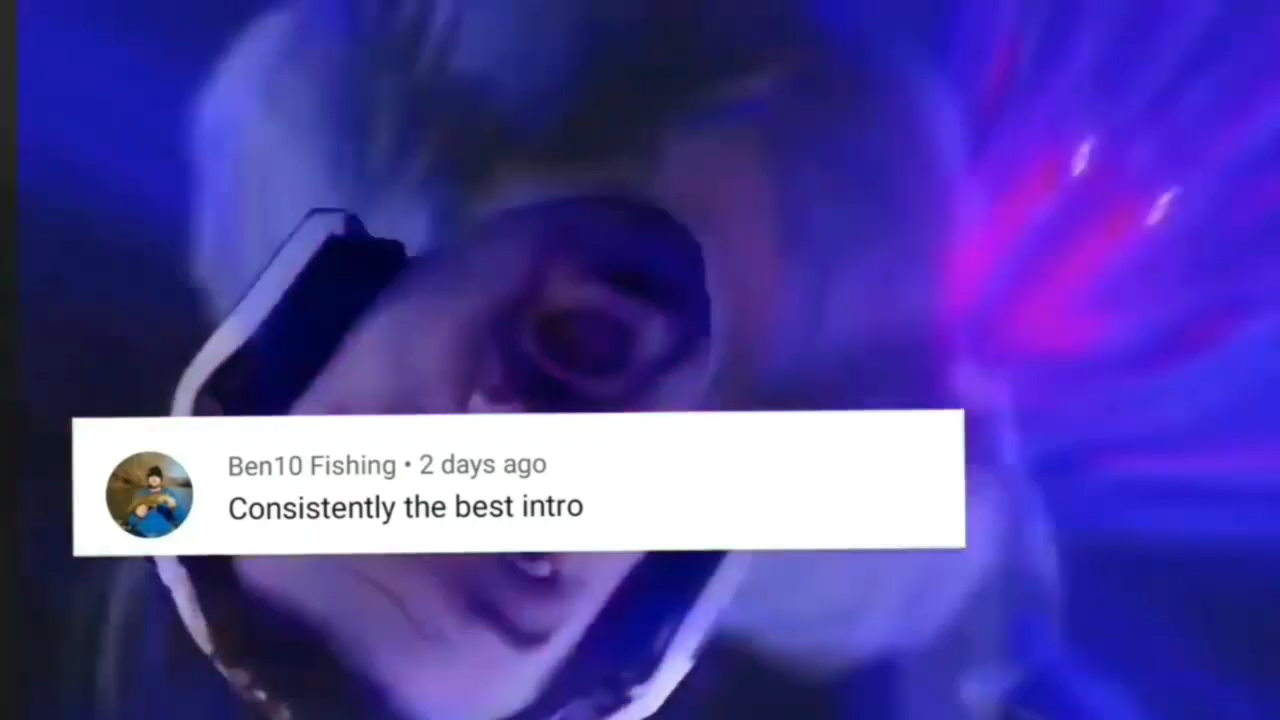 Ben10 Fishing • 2 days ago
Consistently the best intro